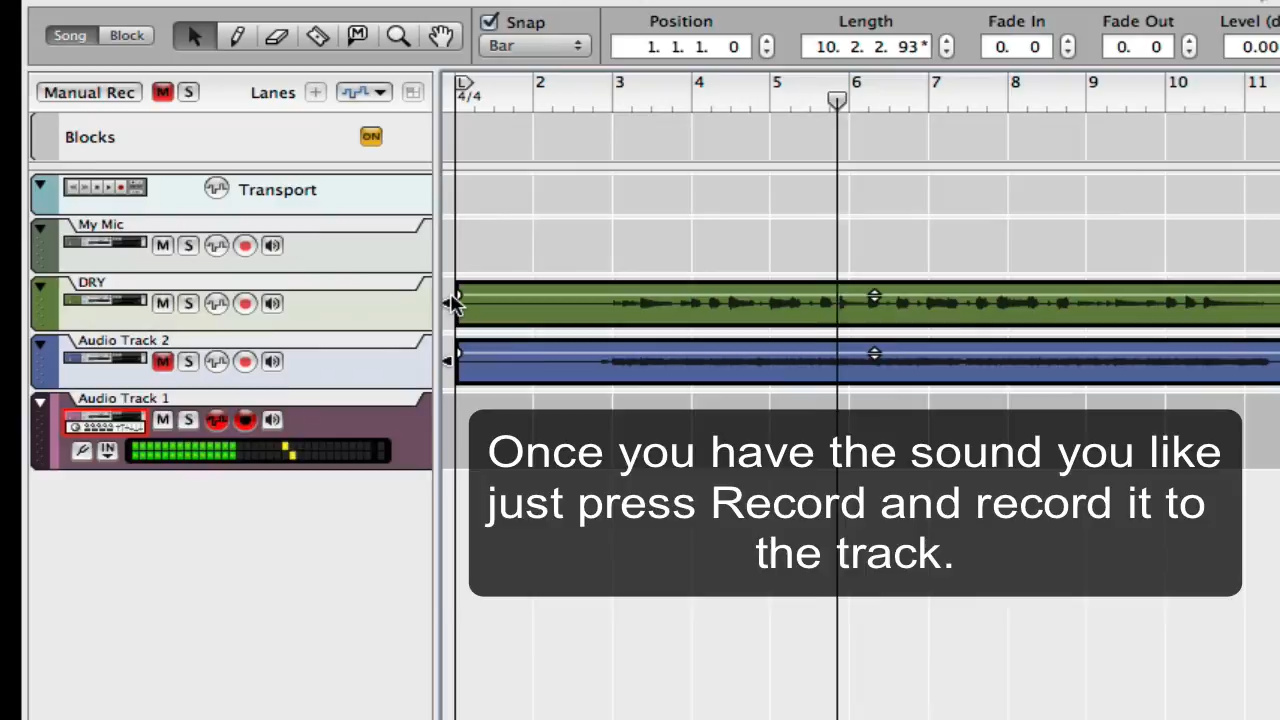 Song Block M Snap Position Length Fade In Fade Out Level (d
Bar 1. 1. 1. 0 10. 2. 2. 93* 0. 0 0. 0 0.00
Manual Rec M S Lanes + L 2 3 4 5 6 7 8 9 10 11
4/4
Blocks ON
Transport
My Mic
M S
DRY
M S
Audio Track 2
M S
Audio Track 1
M S
IN
Once you have the sound you like
just press Record and record it to
the track.